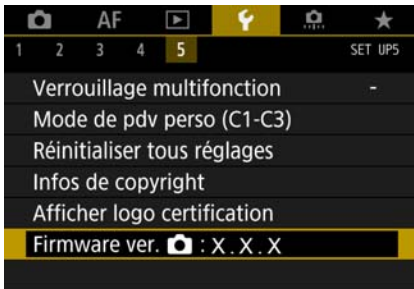 AF
1 2 3 4 5 SET UP5
Verrouillage multifonction -
Mode de pdv perso (C1-C3)
Réinitialiser tous réglages
Infos de copyright
Afficher logo certification
Firmware ver. : X.X.X